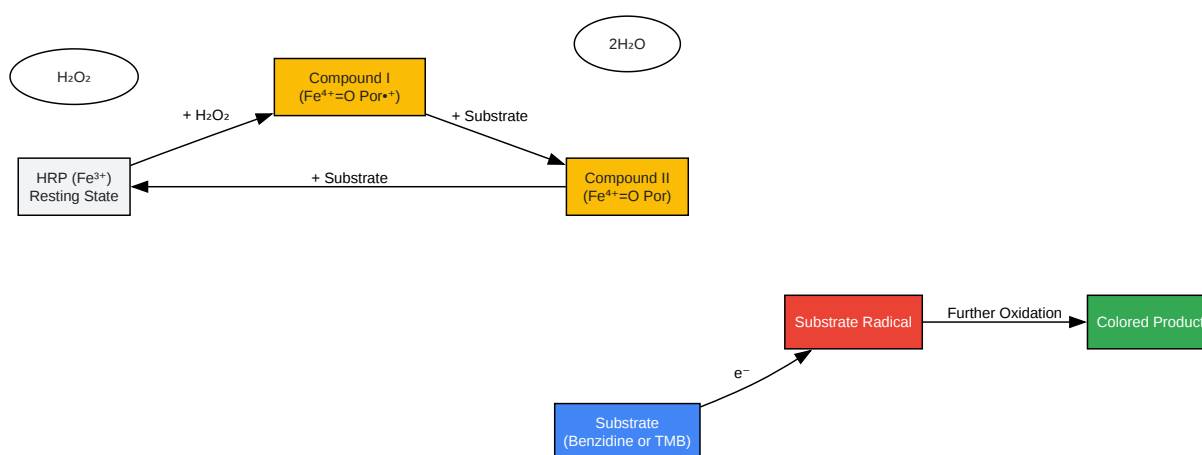 2H₂O
H₂O₂
Compound I
(Fe⁴⁺=O Por•⁺)
+ H₂O₂
+ Substrate
HRP (Fe³⁺)
Resting State
+ Substrate
Compound II
(Fe⁴⁺=O Por)
Substrate Radical
Further Oxidation
Colored Product
e⁻
Substrate
(Benzidine or TMB)